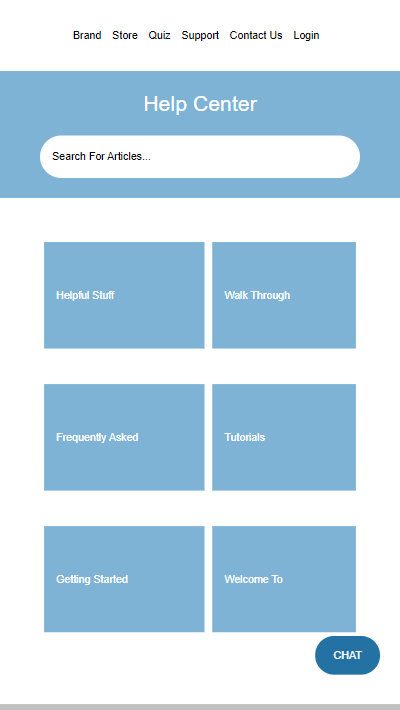 Brand Store Quiz Support Contact Us Login
Help Center
Search For Articles...
Helpful Stuff
Walk Through
Frequently Asked
Tutorials
Getting Started
Welcome To
CHAT